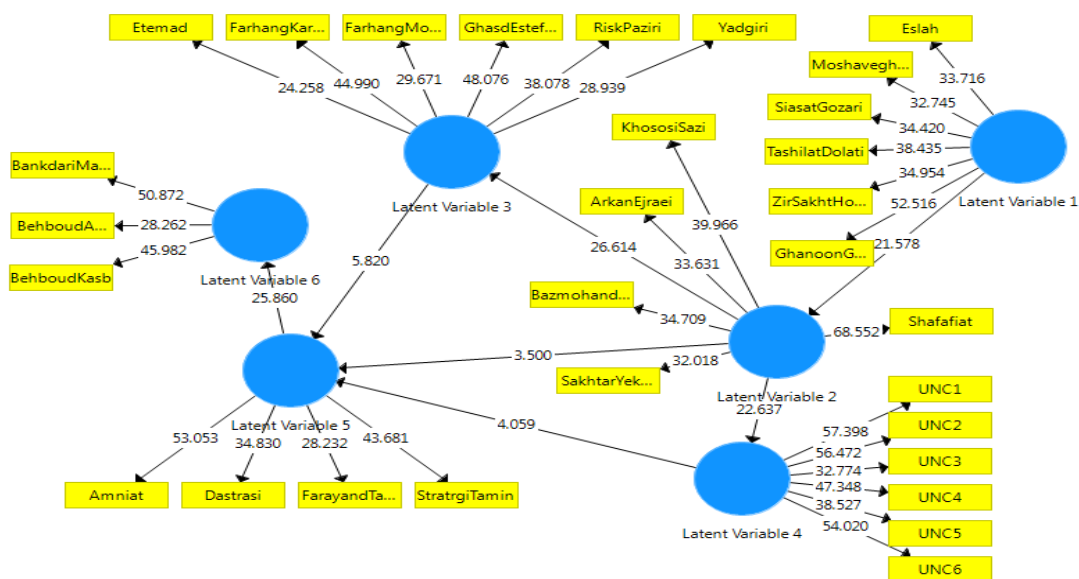 Etemad
FarhangKar...
FarhangMo...
GhasdEstef...
RiskPaziri
Yadgiri
24.258
44.990
29.671
48.076
38.078
28.939
Latent Variable 3
Eslah
Moshavegh...
SiasatGozari
TashilatDolati
ZirSakhtHo...
GhanoonG...
33.716
32.745
34.420
38.435
34.954
52.516
Latent Variable 1
21.578
BankdariMa...
BehboudA...
BehboudKasb
50.872
28.262
45.982
Latent Variable 6
25.860
5.820
26.614
KhososiSazi
ArkanEjraei
Bazmohand...
SakhtarYek...
Shafafiat
39.966
33.631
34.709
32.018
68.552
Latent Variable 2
3.500
22.637
4.059
Latent Variable 5
53.053
34.830
28.232
43.681
Amniat
Dastrasi
FarayandTa...
StratrgiTamin
Latent Variable 4
57.398
56.472
32.774
47.348
38.527
54.020
UNC1
UNC2
UNC3
UNC4
UNC5
UNC6